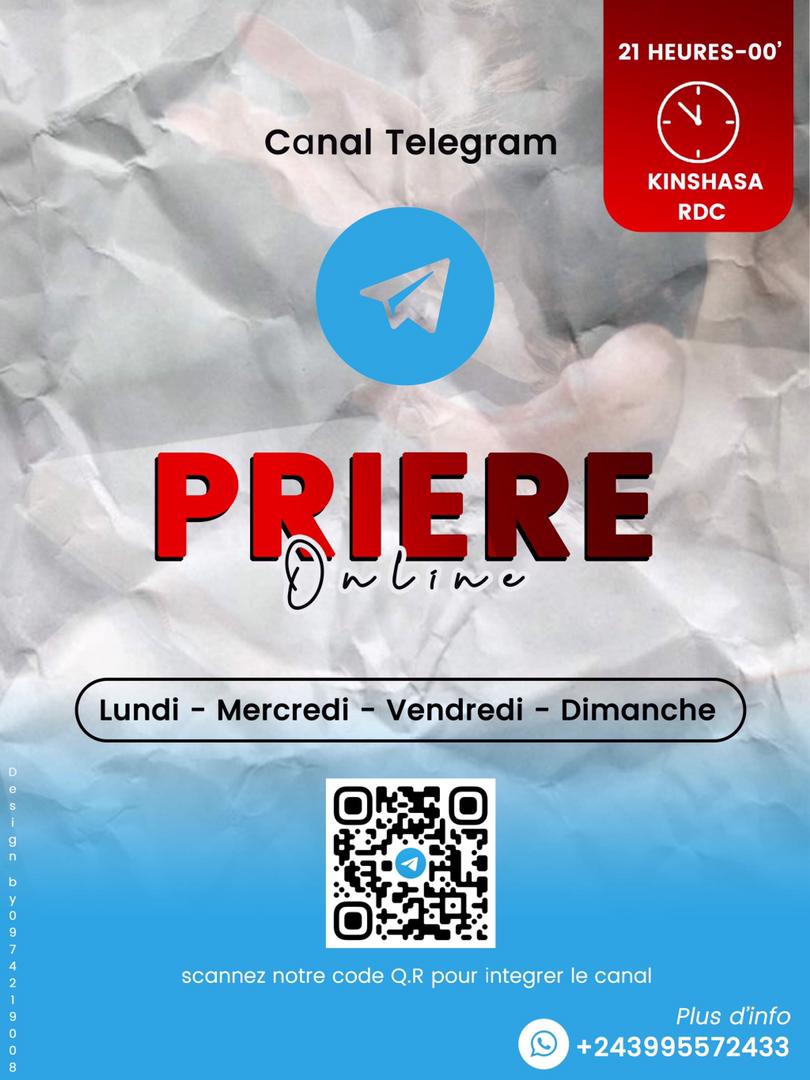 21 HEURES-00’
KINSHASA
RDC
Canal Telegram
PRIERE
Online
Lundi - Mercredi - Vendredi - Dimanche
scannez notre code Q.R pour integrer le canal
Plus d’info
+243995572433
Design by0974219008